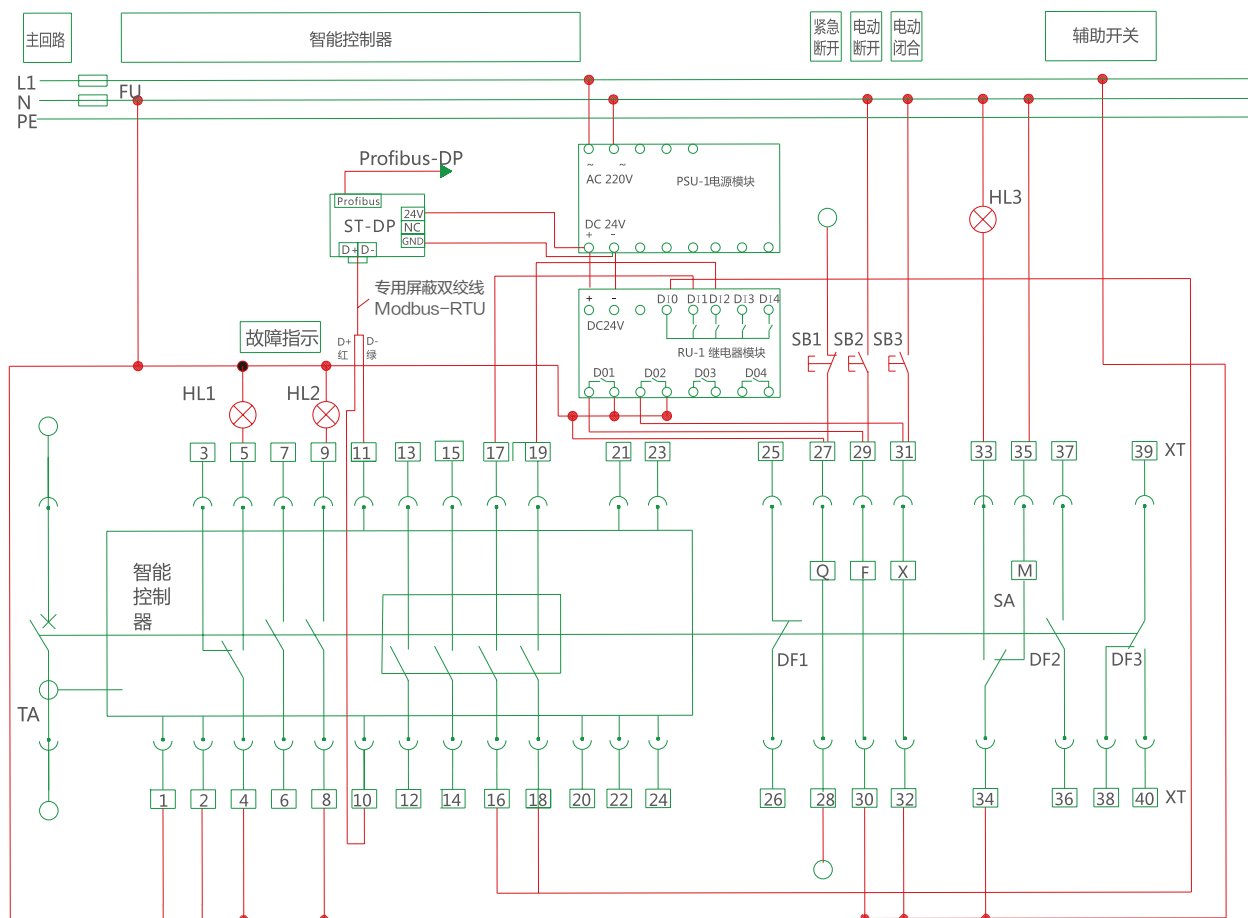 主回路
智能控制器
紧急
断开
电动
断开
电动
闭合
辅助开关
L1
FU
N
PE
Profibus-DP
~ ~
AC 220V
PSU-1电源模块
Profibus
ST-DP
24V
NC
GND
D+ D-
DC 24V
+ -
HL3
专用屏蔽双绞线
Modbus-RTU
+ -
DC24V
DI0 DI1 DI2 DI3 DI4
RU-1 继电器模块
D01 D02 D03 D04
SB1 SB2 SB3
故障指示
D+
红
D-
绿
HL1 HL2
3 5 7 9 11 13 15 17 19 21 23 25 27 29 31 33 35 37 39 XT
智能
控制
器
Q F X M
SA
DF1 DF2 DF3
TA
1 2 4 6 8 10 12 14 16 18 20 22 24 26 28 30 32 34 36 38 40 XT